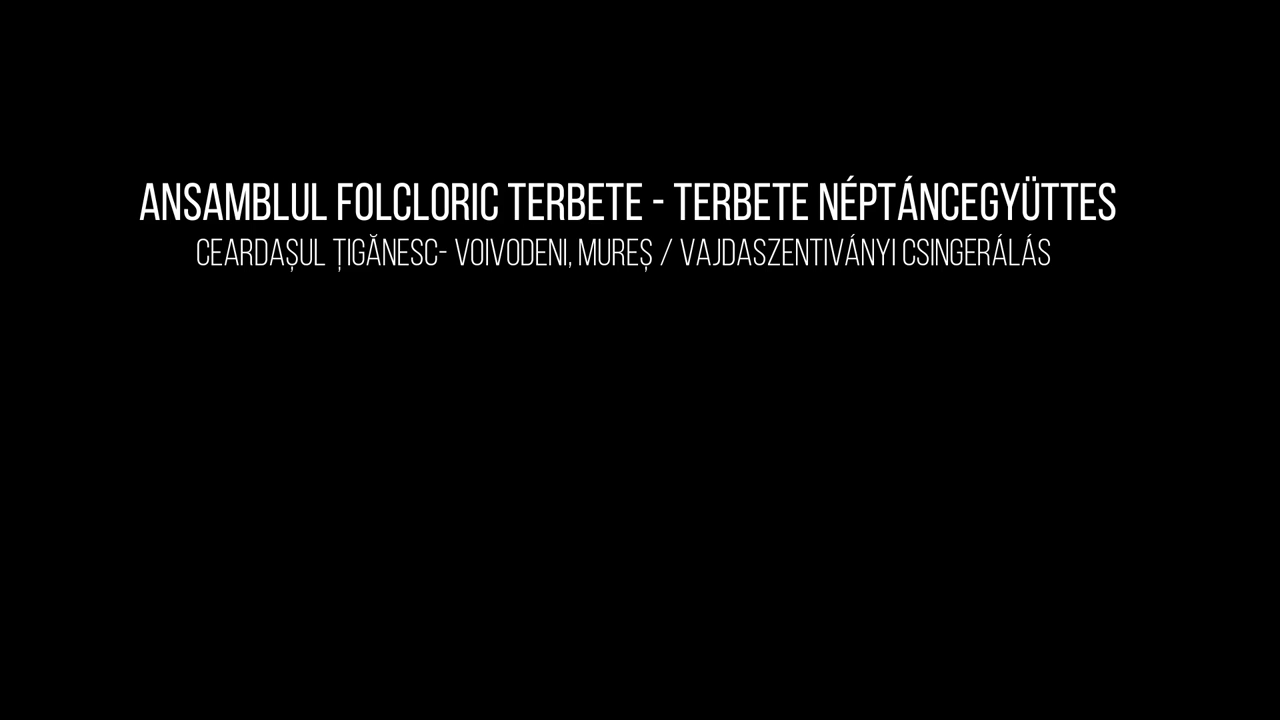 ANSAMBLUL FOLCLORIC TERBETE - TERBETE NÉPTÁNCEGYÜTTES
CEARDAȘUL ȚIGĂNESC- VOIVODENI, MUREȘ / VAJDASZENTIVÁNYI CSINGERÁLÁS